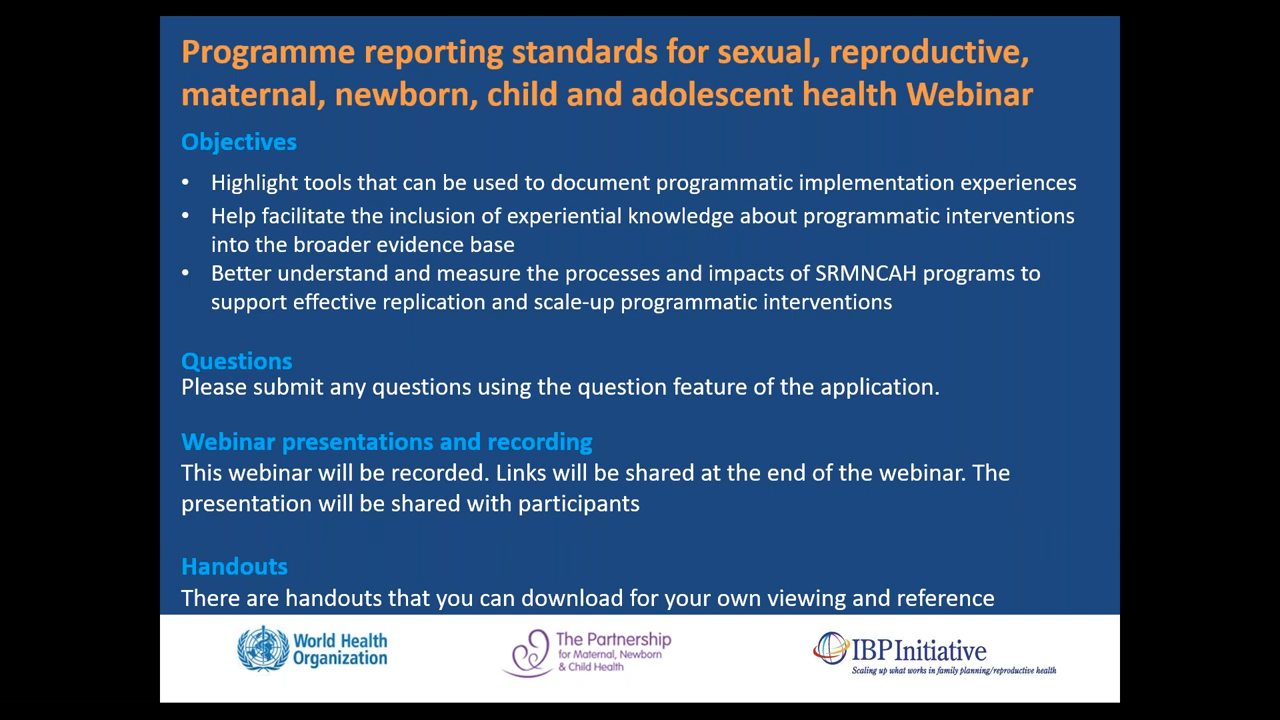 Programme reporting standards for sexual, reproductive,
maternal, newborn, child and adolescent health Webinar
Objectives
• Highlight tools that can be used to document programmatic implementation experiences
• Help facilitate the inclusion of experiential knowledge about programmatic interventions
into the broader evidence base
• Better understand and measure the processes and impacts of SRMNCAH programs to
support effective replication and scale-up programmatic interventions
Questions
Please submit any questions using the question feature of the application.
Webinar presentations and recording
This webinar will be recorded. Links will be shared at the end of the webinar. The
presentation will be shared with participants
Handouts
There are handouts that you can download for your own viewing and reference
World Health
Organization
The Partnership
for Maternal, Newborn
& Child Health
IBPInitiative
Scaling up what works in family planning/reproductive health